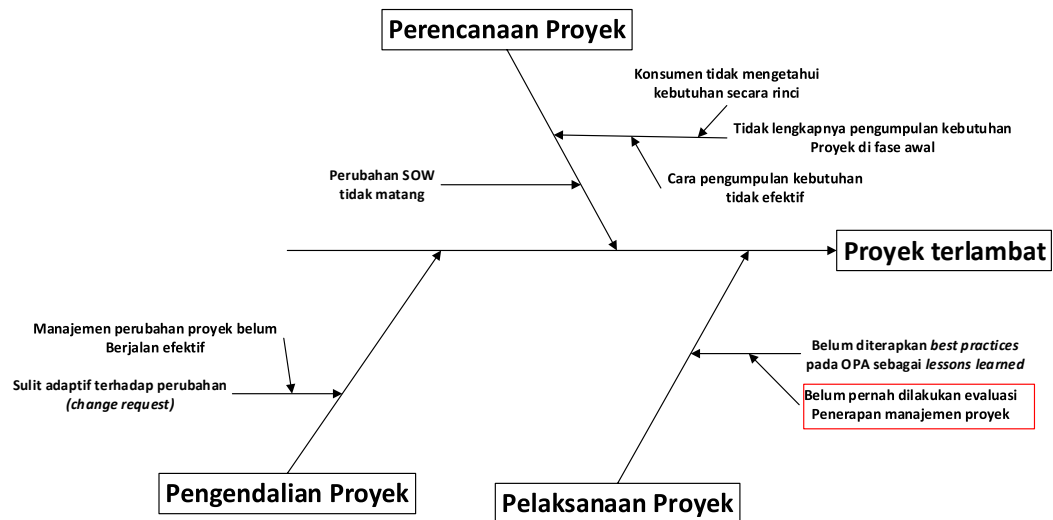 Perencanaan Proyek
Konsumen tidak mengetahui
kebutuhan secara rinci
Tidak lengkapnya pengumpulan kebutuhan
Proyek di fase awal
Perubahan SOW
tidak matang
Cara pengumpulan kebutuhan
tidak efektif
Proyek terlambat
Manajemen perubahan proyek belum
Berjalan efektif
Sulit adaptif terhadap perubahan
(change request)
Belum diterapkan best practices
pada OPA sebagai lessons learned
Belum pernah dilakukan evaluasi
Penerapan manajemen proyek
Pengendalian Proyek
Pelaksanaan Proyek